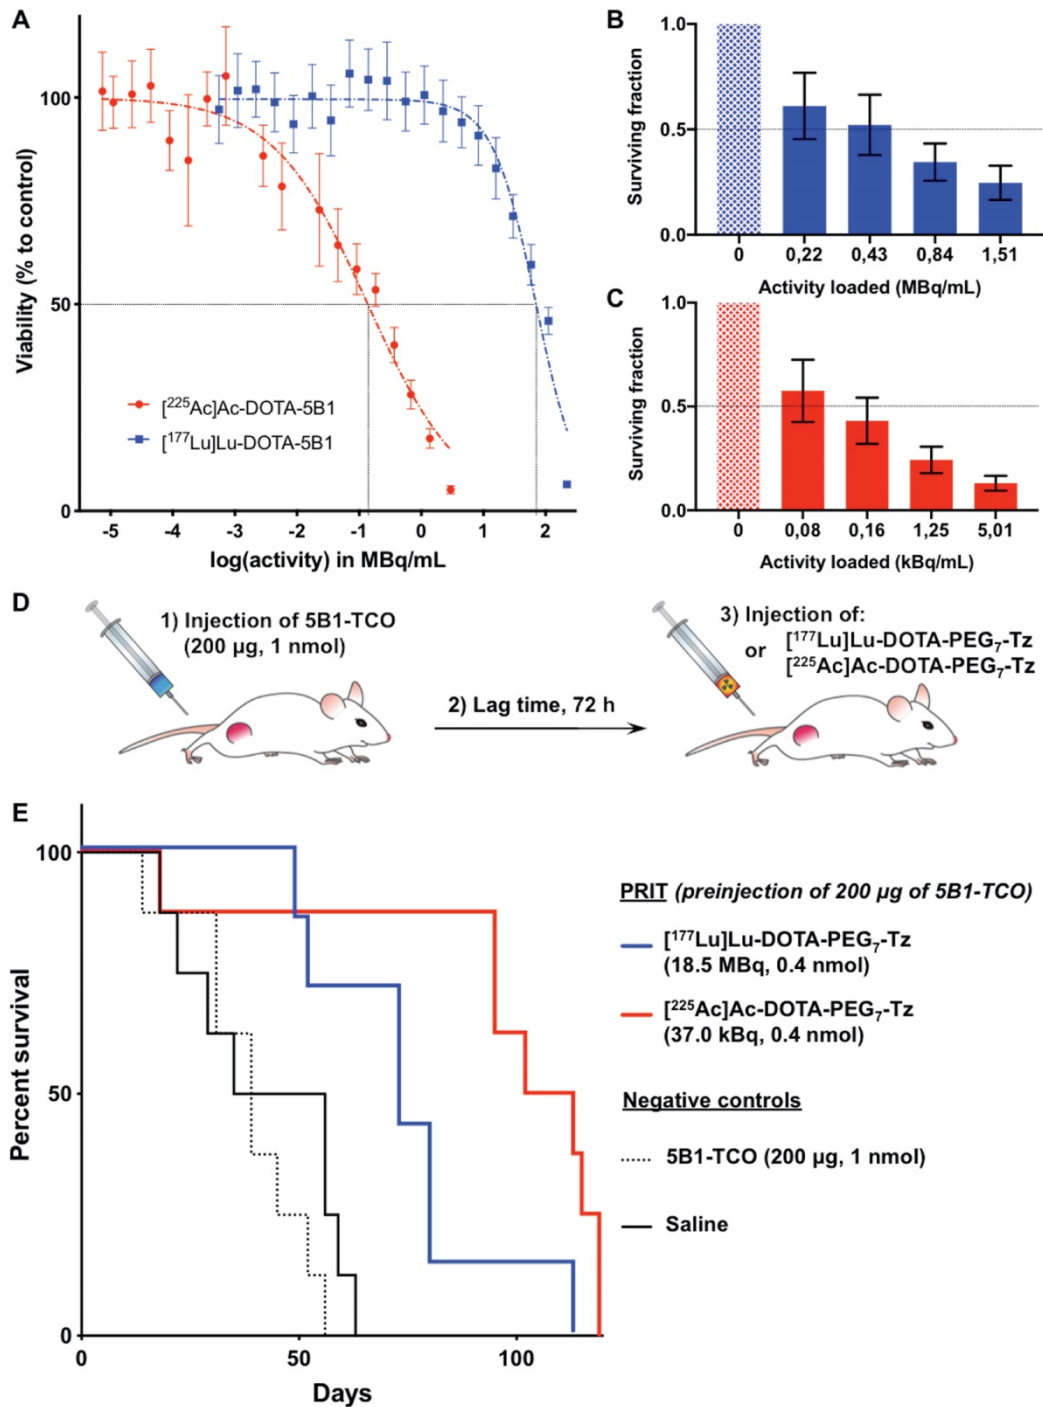 A
Viability (% to control)
100
50
0
[²²⁵Ac]Ac-DOTA-5B1
[¹⁷⁷Lu]Lu-DOTA-5B1
-5 -4 -3 -2 -1 0 1 2
log(activity) in MBq/mL
B
Surviving fraction
1.0
0.5
0.0
0 0,22 0,43 0,84 1,51
Activity loaded (MBq/mL)
C
Surviving fraction
1.0
0.5
0.0
0 0,08 0,16 1,25 5,01
Activity loaded (kBq/mL)
D
1) Injection of 5B1-TCO
(200 µg, 1 nmol)
2) Lag time, 72 h
3) Injection of:
[¹⁷⁷Lu]Lu-DOTA-PEG₇-Tz
or
[²²⁵Ac]Ac-DOTA-PEG₇-Tz
E
Percent survival
100
50
0
0 50 100
Days
PRIT (preinjection of 200 µg of 5B1-TCO)
[¹⁷⁷Lu]Lu-DOTA-PEG₇-Tz
(18.5 MBq, 0.4 nmol)
[²²⁵Ac]Ac-DOTA-PEG₇-Tz
(37.0 kBq, 0.4 nmol)
Negative controls
5B1-TCO (200 µg, 1 nmol)
Saline